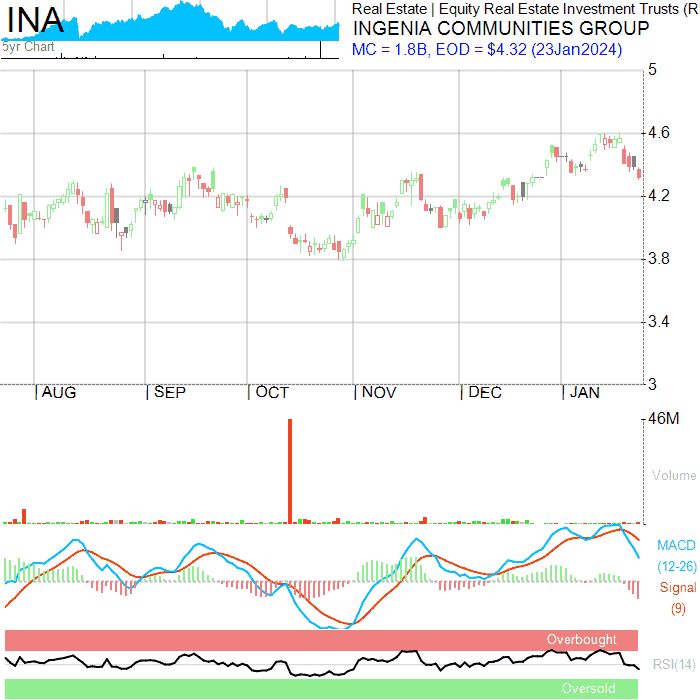 INA
Real Estate | Equity Real Estate Investment Trusts (R
INGENIA COMMUNITIES GROUP
5yr Chart
MC = 1.8B, EOD = $4.32 (23Jan2024)
5
4.6
4.2
3.8
3.4
3
|AUG |SEP |OCT |NOV |DEC |JAN
46M
Volume
MACD
(12-26)
Signal
(9)
Overbought
RSI(14)
Oversold